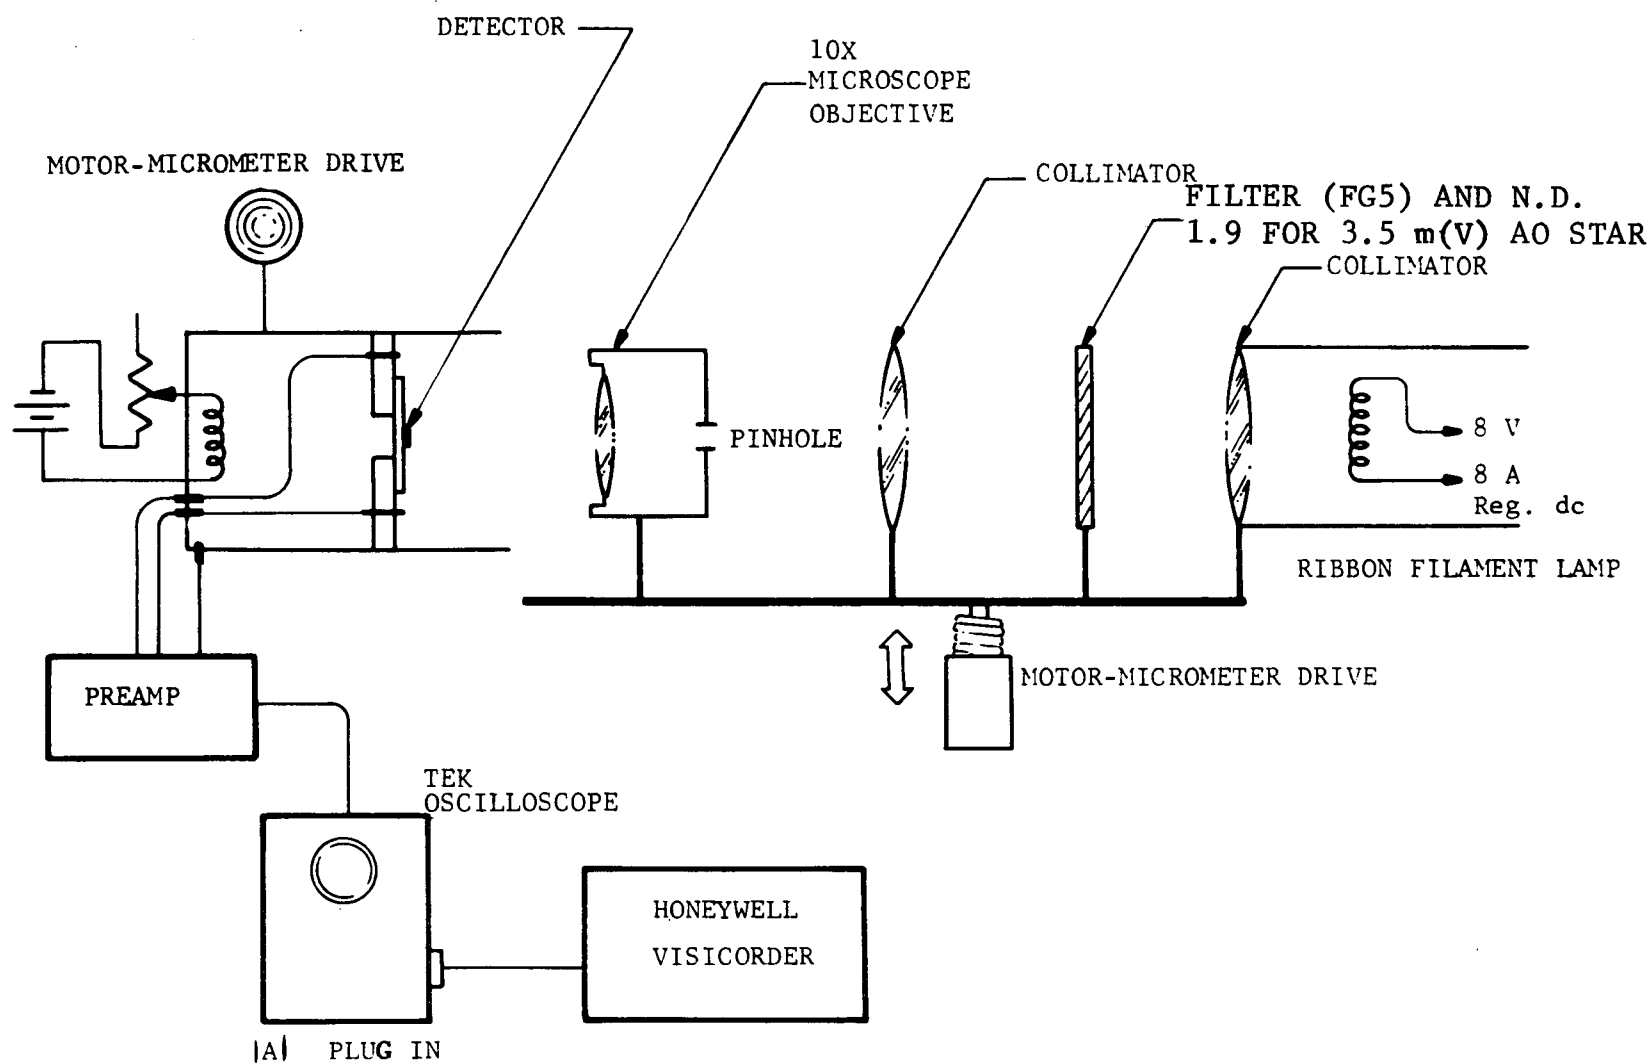 DETECTOR
10X
MICROSCOPE
OBJECTIVE
MOTOR-MICROMETER DRIVE
COLLIMATOR
FILTER (FG5) AND N.D.
1.9 FOR 3.5 m(V) AO STAR
COLLIMATOR
PINHOLE
8 V
8 A
Reg. dc
RIBBON FILAMENT LAMP
MOTOR-MICROMETER DRIVE
PREAMP
TEK
OSCILLOSCOPE
HONEYWELL
VISICORDER
|A| PLUG IN